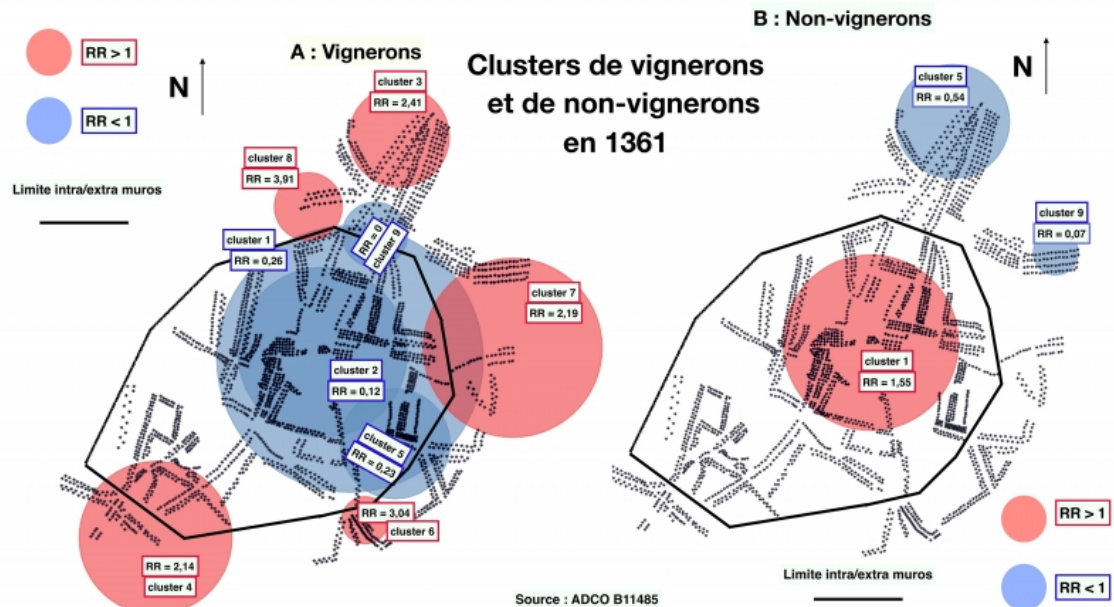 B : Non-vignerons
RR > 1
A : Vignerons
Clusters de vignerons
et de non-vignerons
en 1361
N
N
cluster 3
RR = 2,41
cluster 5
RR = 0,54
RR < 1
cluster 8
RR = 3,91
Limite intra/extra muros
cluster 1
RR = 0,26
RR = 0
cluster 9
cluster 9
RR = 0,07
cluster 7
RR = 2,19
cluster 2
RR = 0,12
cluster 1
RR = 1,55
cluster 5
RR = 0,23
RR = 3,04
cluster 6
RR = 2,14
cluster 4
RR > 1
Limite intra/extra muros
RR < 1
Source : ADCO B11485